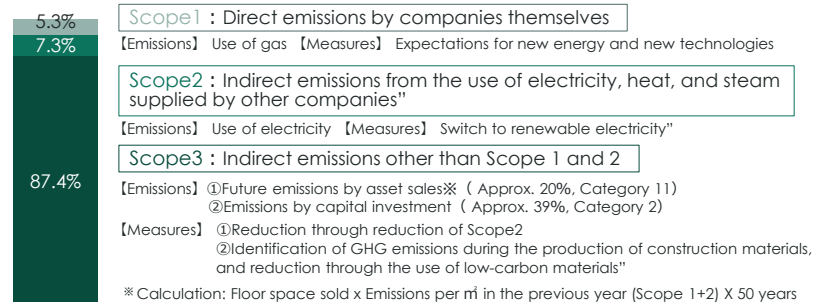 5.3%
Scope1：Direct emissions by companies themselves
7.3%
【Emissions】 Use of gas 【Measures】 Expectations for new energy and new technologies
Scope2：Indirect emissions from the use of electricity, heat, and steam
supplied by other companies”
【Emissions】 Use of electricity 【Measures】 Switch to renewable electricity”
Scope3：Indirect emissions other than Scope 1 and 2
87.4%
【Emissions】 ①Future emissions by asset sales※ ( Approx. 20%, Category 11)
②Emissions by capital investment ( Approx. 39%, Category 2)
【Measures】 ①Reduction through reduction of Scope2
②Identification of GHG emissions during the production of construction materials,
and reduction through the use of low-carbon materials”
※Calculation: Floor space sold x Emissions per ㎡ in the previous year (Scope 1+2) X 50 years